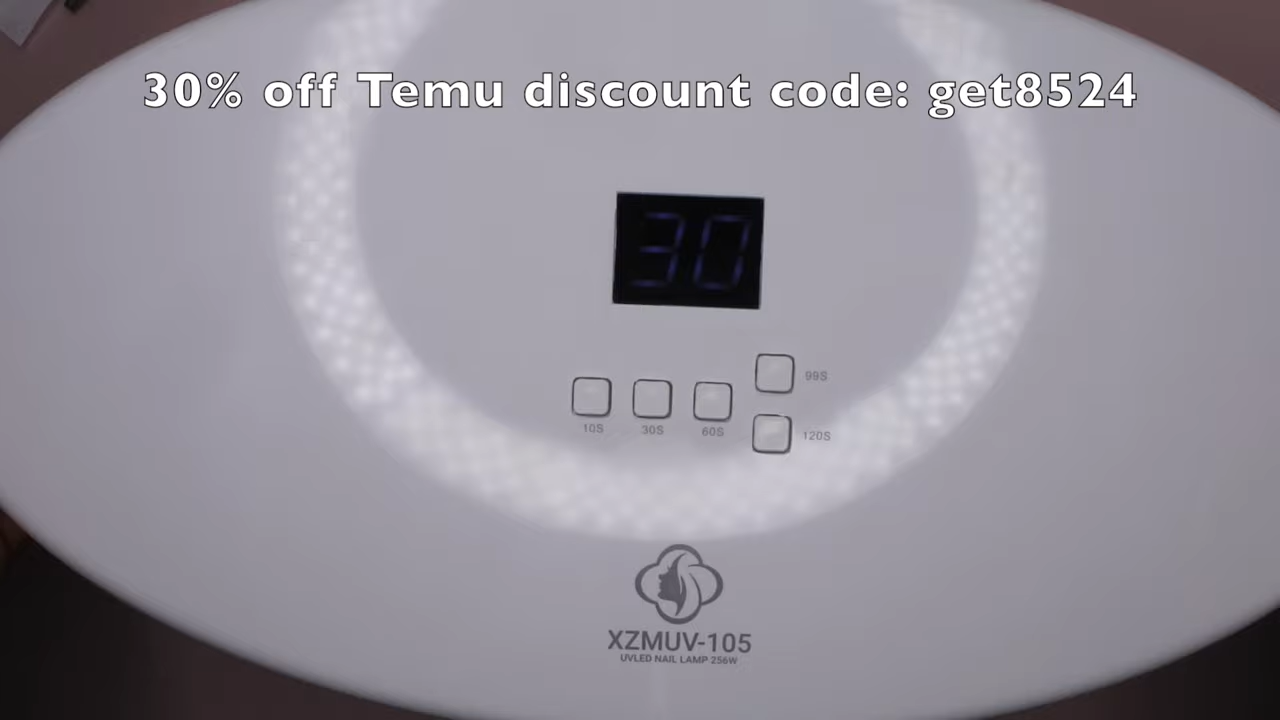 30% off Temu discount code: get8524
30
99S
10S 30S 60S
120S
XZMUV-105
UVLED NAIL LAMP 256W